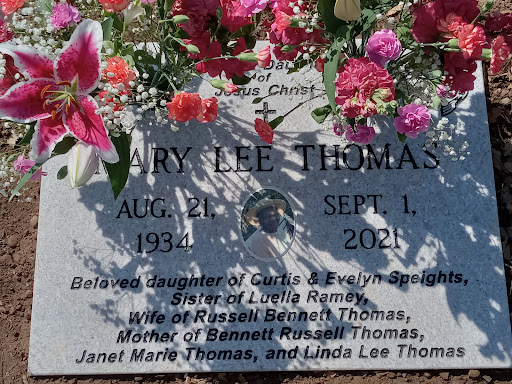 of
Jesus Christ
ARY LEE THOMAS
AUG. 21, SEPT. 1,
1934 2021
Beloved daughter of Curtis & Evelyn Speights,
Sister of Luella Ramey,
Wife of Russell Bennett Thomas,
Mother of Bennett Russell Thomas,
Janet Marie Thomas, and Linda Lee Thomas